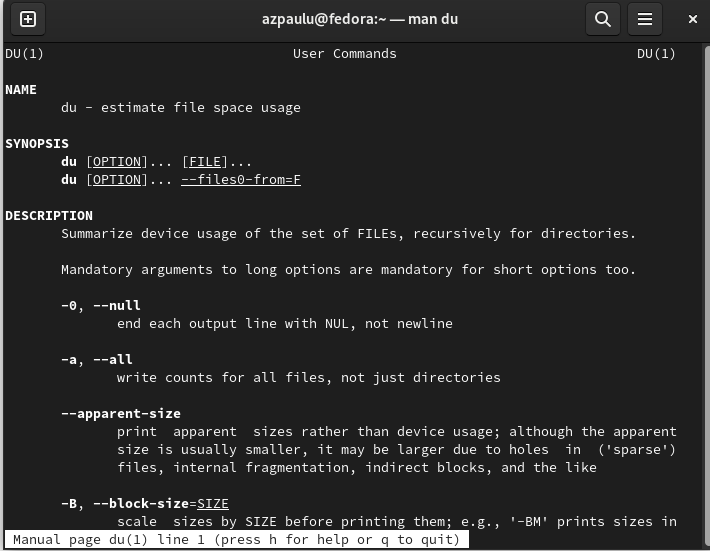 azpaulu@fedora:~ — man du
DU(1) User Commands DU(1)
NAME
du - estimate file space usage
SYNOPSIS
du [OPTION]... [FILE]...
du [OPTION]... --files0-from=F
DESCRIPTION
Summarize device usage of the set of FILEs, recursively for directories.
Mandatory arguments to long options are mandatory for short options too.
-0, --null
end each output line with NUL, not newline
-a, --all
write counts for all files, not just directories
--apparent-size
print  apparent  sizes rather than device usage; although the apparent
size is usually smaller, it may be larger due to holes  in  ('sparse')
files, internal fragmentation, indirect blocks, and the like
-B, --block-size=SIZE
scale  sizes by SIZE before printing them; e.g., '-BM' prints sizes in
Manual page du(1) line 1 (press h for help or q to quit)